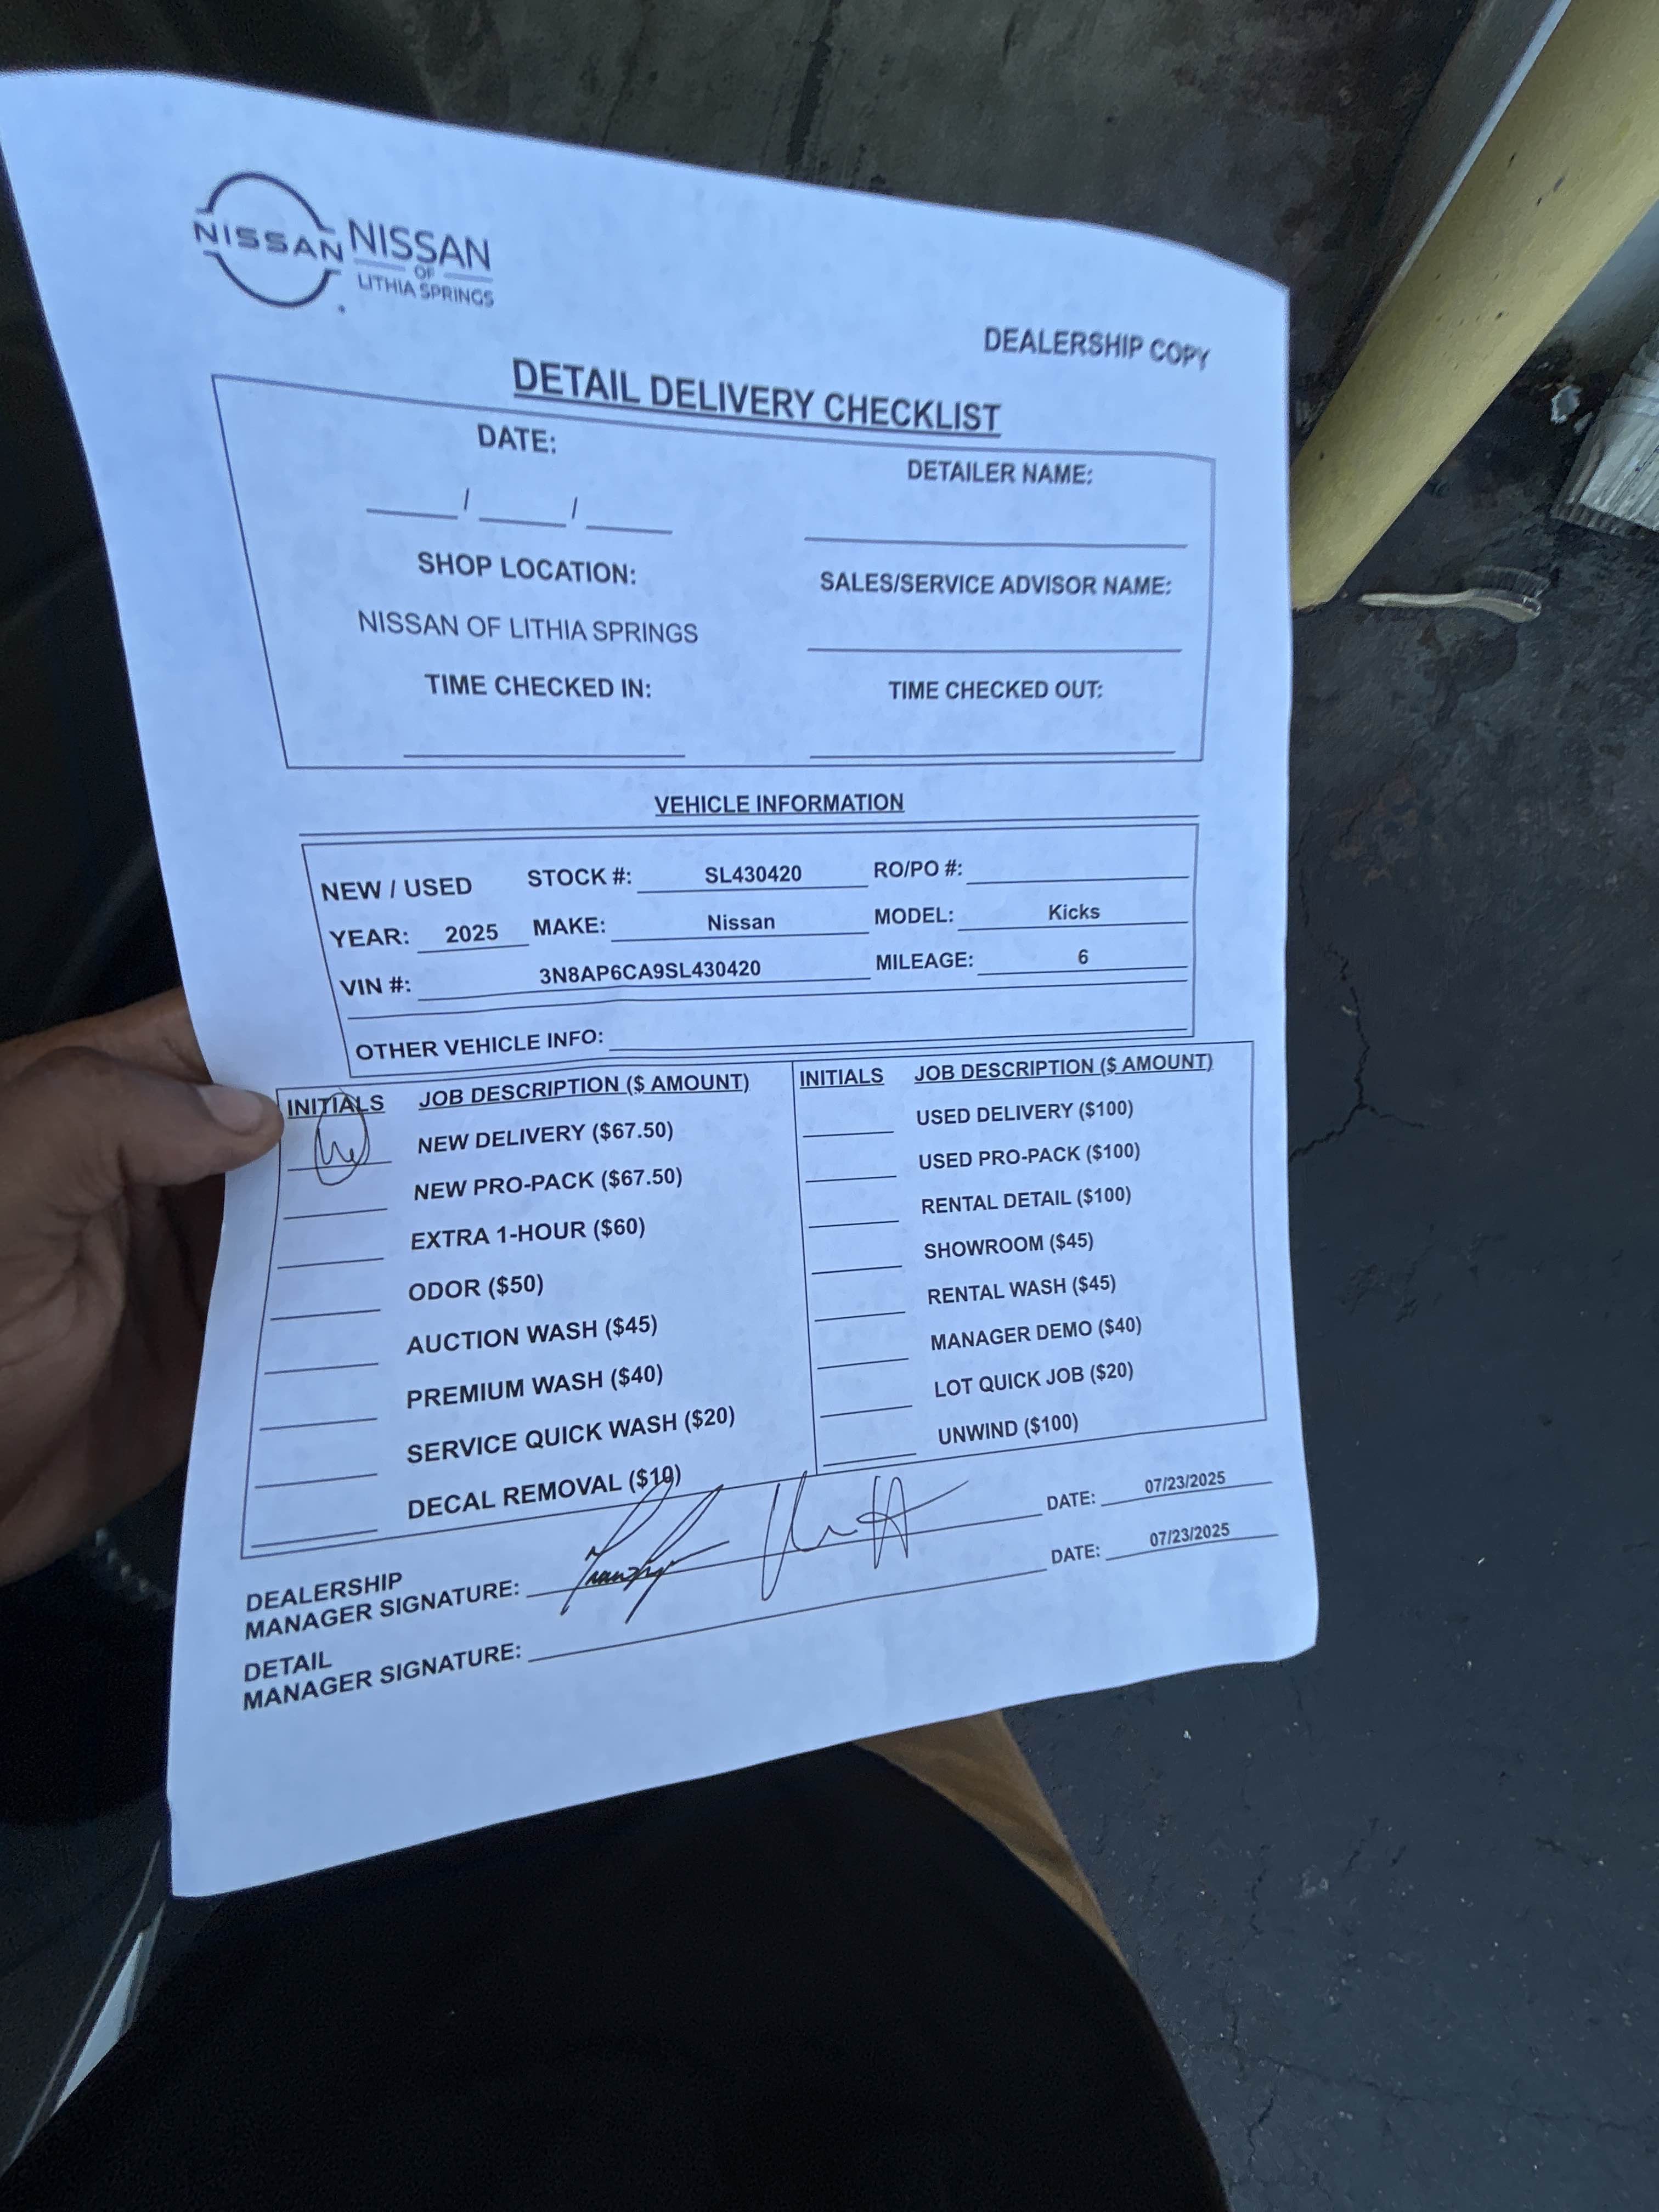 NISSAN
NISSAN
OF
LITHIA SPRINGS
DEALERSHIP COPY
DETAIL DELIVERY CHECKLIST
DATE:
DETAILER NAME:
____/____/____
SHOP LOCATION:
SALES/SERVICE ADVISOR NAME:
NISSAN OF LITHIA SPRINGS
TIME CHECKED IN:
TIME CHECKED OUT:
VEHICLE INFORMATION
NEW / USED STOCK #: SL430420 RO/PO #:
YEAR: 2025 MAKE: Nissan MODEL: Kicks
VIN #: 3N8AP6CA9SL430420 MILEAGE: 6
OTHER VEHICLE INFO:
INITIALS JOB DESCRIPTION ($ AMOUNT)
NEW DELIVERY ($67.50)
NEW PRO-PACK ($67.50)
EXTRA 1-HOUR ($60)
ODOR ($50)
AUCTION WASH ($45)
PREMIUM WASH ($40)
SERVICE QUICK WASH ($20)
DECAL REMOVAL ($10)
INITIALS JOB DESCRIPTION ($ AMOUNT)
USED DELIVERY ($100)
USED PRO-PACK ($100)
RENTAL DETAIL ($100)
SHOWROOM ($45)
RENTAL WASH ($45)
MANAGER DEMO ($40)
LOT QUICK JOB ($20)
UNWIND ($100)
DEALERSHIP
MANAGER SIGNATURE: DATE: 07/23/2025
DETAIL
MANAGER SIGNATURE: DATE: 07/23/2025